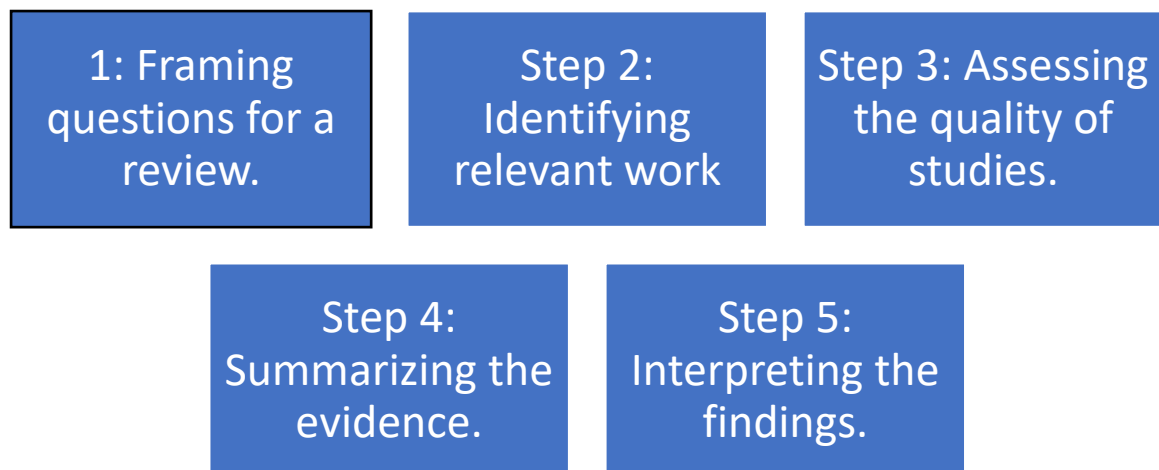 1: Framing
questions for a
review.
Step 2:
Identifying
relevant work
Step 3: Assessing
the quality of
studies.
Step 4:
Summarizing the
evidence.
Step 5:
Interpreting the
findings.